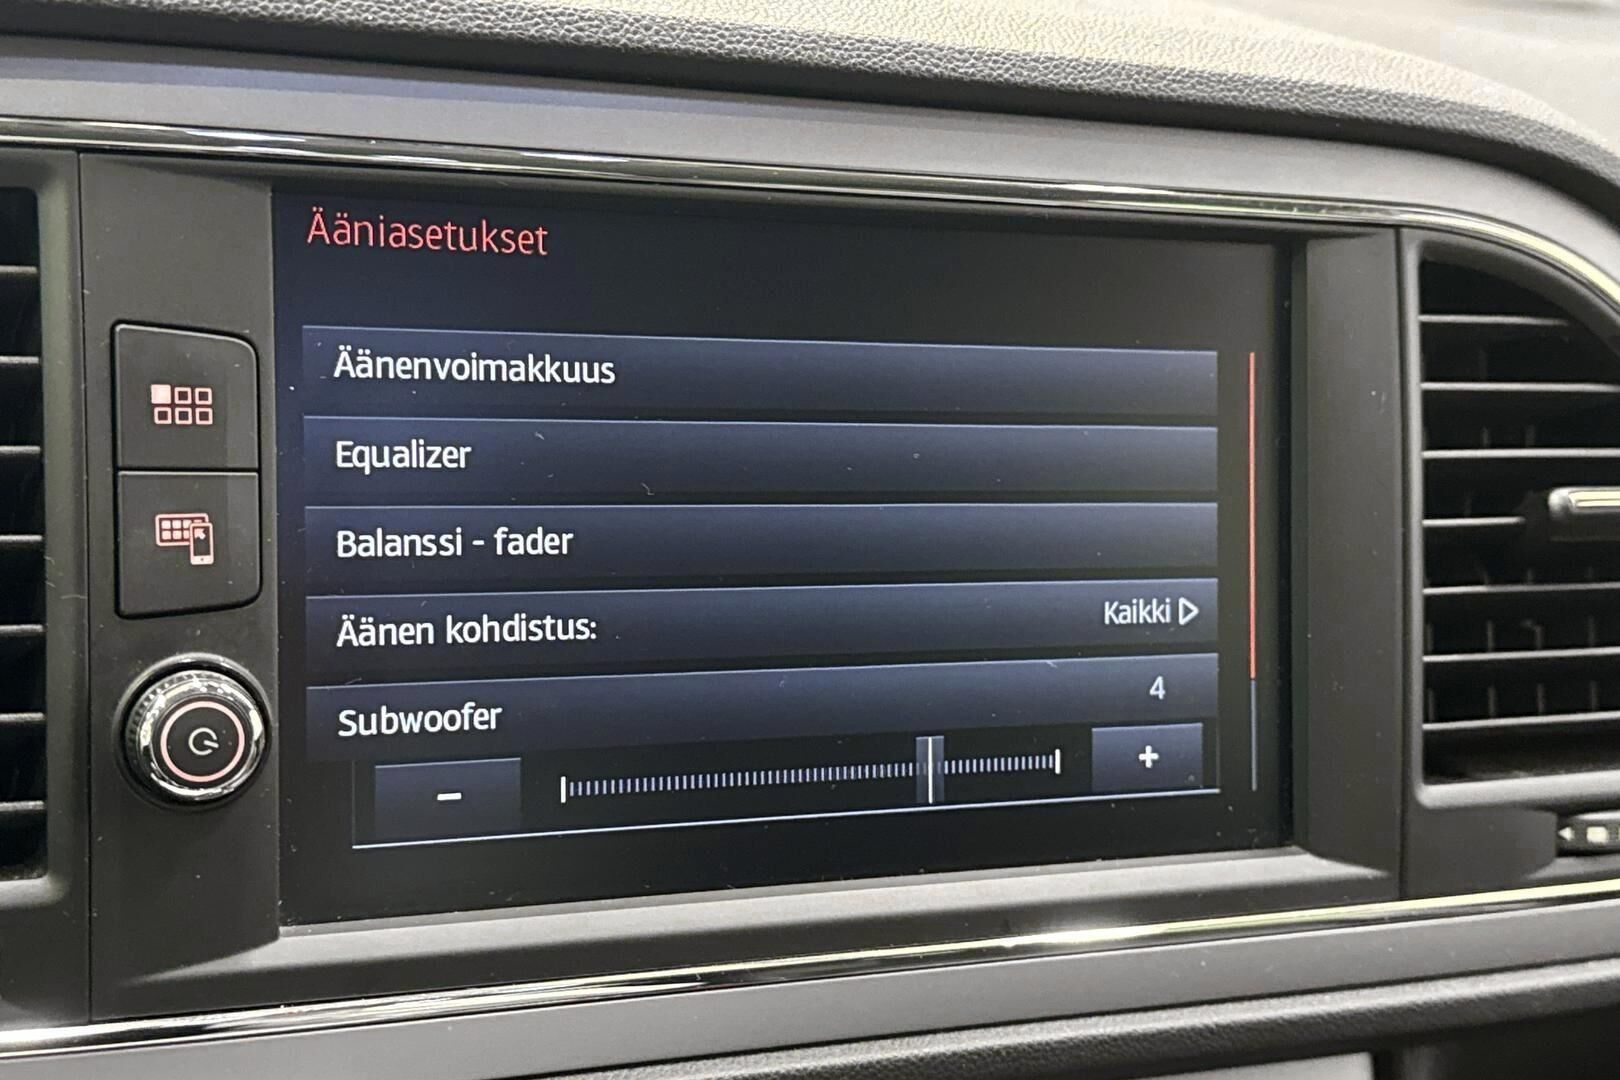 Ääniasetukset
Äänenvoimakkuus
Equalizer
Balanssi - fader
Äänen kohdistus: Kaikki
Subwoofer 4
- +